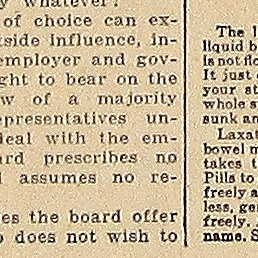 y whatever?
of choice can ex-
tside influence, in-
employer and gov-
ght to bear on the
w of a majority
epresentatives un-
deal with the em-
ard prescribes no
l assumes no re-
es the board offer
o does not wish to
The l
liquid b
is not flo
It just d
your st
whole s
sunk an
Laxat
bowel m
takes t
Pills to
freely a
less, ge
freely.
name. S